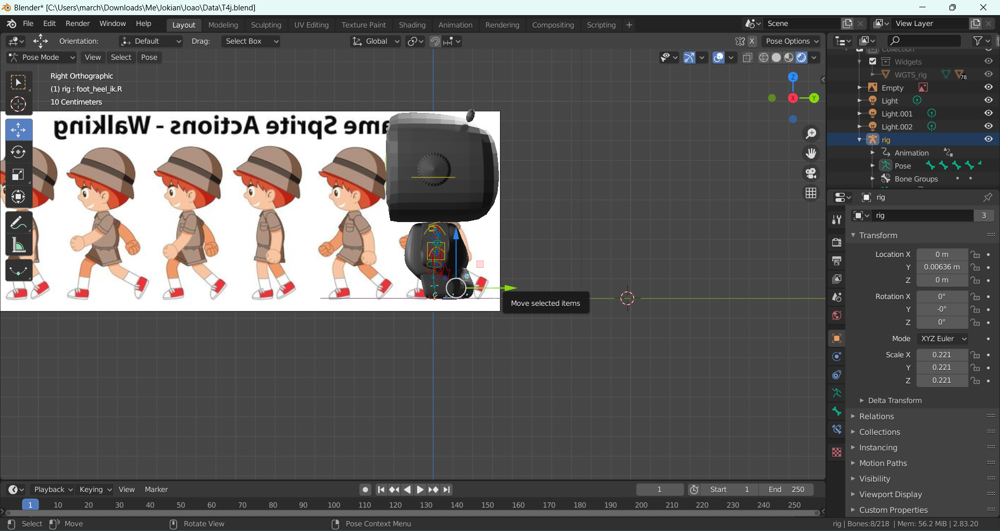 Blender* [C:\Users\march\Downloads\Me\Jokian\Joao\Data\T4j.blend]
File Edit Render Window Help Layout Modeling Sculpting UV Editing Texture Paint Shading Animation Rendering Compositing Scripting + Scene View Layer
Orientation: Default Drag: Select Box Global X Pose Options
Pose Mode View Select Pose
Right Orthographic
(1) rig : foot_heel_ik.R
10 Centimeters
ame Sprite Actions - Walking
Z
X
Y
Move selected items
Collection
Widgets
WGTS_rig 78
Empty
Light
Light.001
Light.002
rig
Animation
Pose
Bone Groups
rig
rig 3
Transform
Location X 0 m
Y 0.00636 m
Z 0 m
Rotation X 0°
Y -0°
Z 0°
Mode XYZ Euler
Scale X 0.221
Y 0.221
Z 0.221
Delta Transform
Relations
Collections
Instancing
Motion Paths
Visibility
Viewport Display
Custom Properties
Playback Keying View Marker 1 Start 1 End 250
1 10 20 30 40 50 60 70 80 90 100 110 120 130 140 150 160 170 180 190 200 210 220 230 240 250
Select Move Rotate View Pose Context Menu rig | Bones:8/218 | Mem: 56.2 MiB | 2.83.20